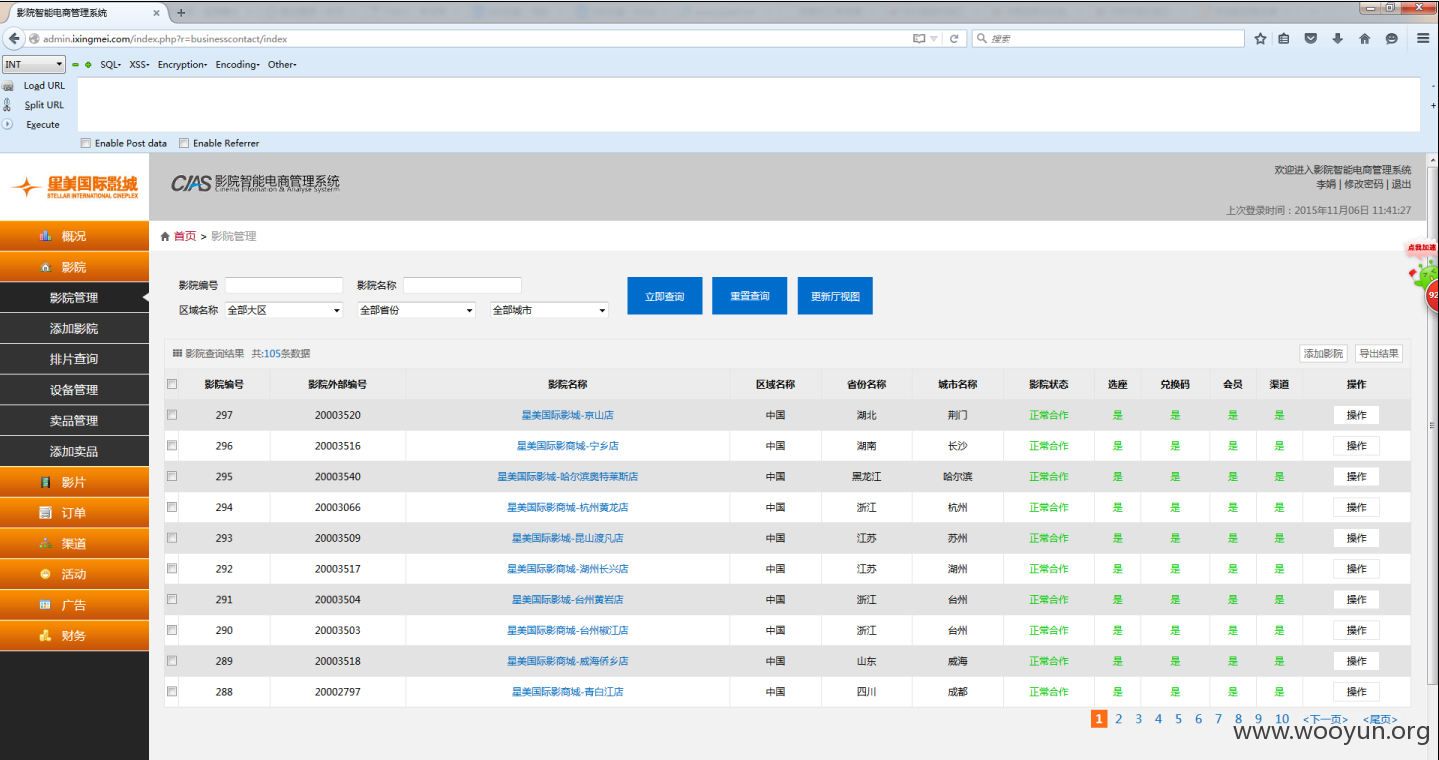 影院智能电商管理系统
admin.ixingmei.com/index.php?r=businesscontact/index
搜索
INT SQL- XSS- Encryption- Encoding- Other-
Load URL
Split URL
Execute
Enable Post data Enable Referrer
星美国际影城
STELLAR INTERNATIONAL CINEPLEX
CIAS 影院智能电商管理系统
Cinema Infomation & Analyse Systerm
欢迎进入影院智能电商管理系统
李娟 | 修改密码 | 退出
上次登录时间：2015年11月06日 11:41:27
点我加速
92
概况
影院
影院管理
添加影院
排片查询
设备管理
卖品管理
添加卖品
影片
订单
渠道
活动
广告
财务
首页 > 影院管理
影院编号 影院名称
区域名称 全部大区 全部省份 全部城市
立即查询 重置查询 更新厅视图
影院查询结果 共:105条数据 添加影院 导出结果
影院编号 影院外部编号 影院名称 区域名称 省份名称 城市名称 影院状态 选座 兑换码 会员 渠道 操作
297 20003520 星美国际影城-京山店 中国 湖北 荆门 正常合作 是 是 是 是 操作
296 20003516 星美国际影商城-宁乡店 中国 湖南 长沙 正常合作 是 是 是 是 操作
295 20003540 星美国际影城-哈尔滨奥特莱斯店 中国 黑龙江 哈尔滨 正常合作 是 是 是 是 操作
294 20003066 星美国际影商城-杭州黄龙店 中国 浙江 杭州 正常合作 是 是 是 是 操作
293 20003509 星美国际影城-昆山渡凡店 中国 江苏 苏州 正常合作 是 是 是 是 操作
292 20003517 星美国际影商城-湖州长兴店 中国 江苏 湖州 正常合作 是 是 是 是 操作
291 20003504 星美国际影城-台州黄岩店 中国 浙江 台州 正常合作 是 是 是 是 操作
290 20003503 星美国际影商城-台州椒江店 中国 浙江 台州 正常合作 是 是 是 是 操作
289 20003518 星美国际影商城-威海侨乡店 中国 山东 威海 正常合作 是 是 是 是 操作
288 20002797 星美国际影商城-青白江店 中国 四川 成都 正常合作 是 是 是 是 操作
1 2 3 4 5 6 7 8 9 10 <下一页> <尾页>
www.wooyun.org